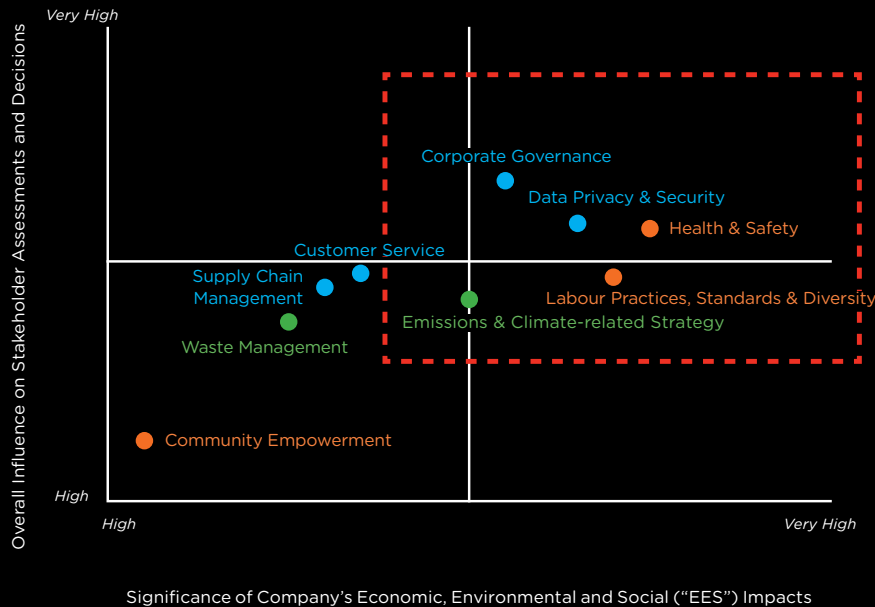 Very High
Overall Influence on Stakeholder Assessments and Decisions
Corporate Governance
Data Privacy & Security
Health & Safety
Customer Service
Supply Chain
Management
Labour Practices, Standards & Diversity
Emissions & Climate-related Strategy
Waste Management
Community Empowerment
High
High
Very High
Significance of Company’s Economic, Environmental and Social (“EES”) Impacts